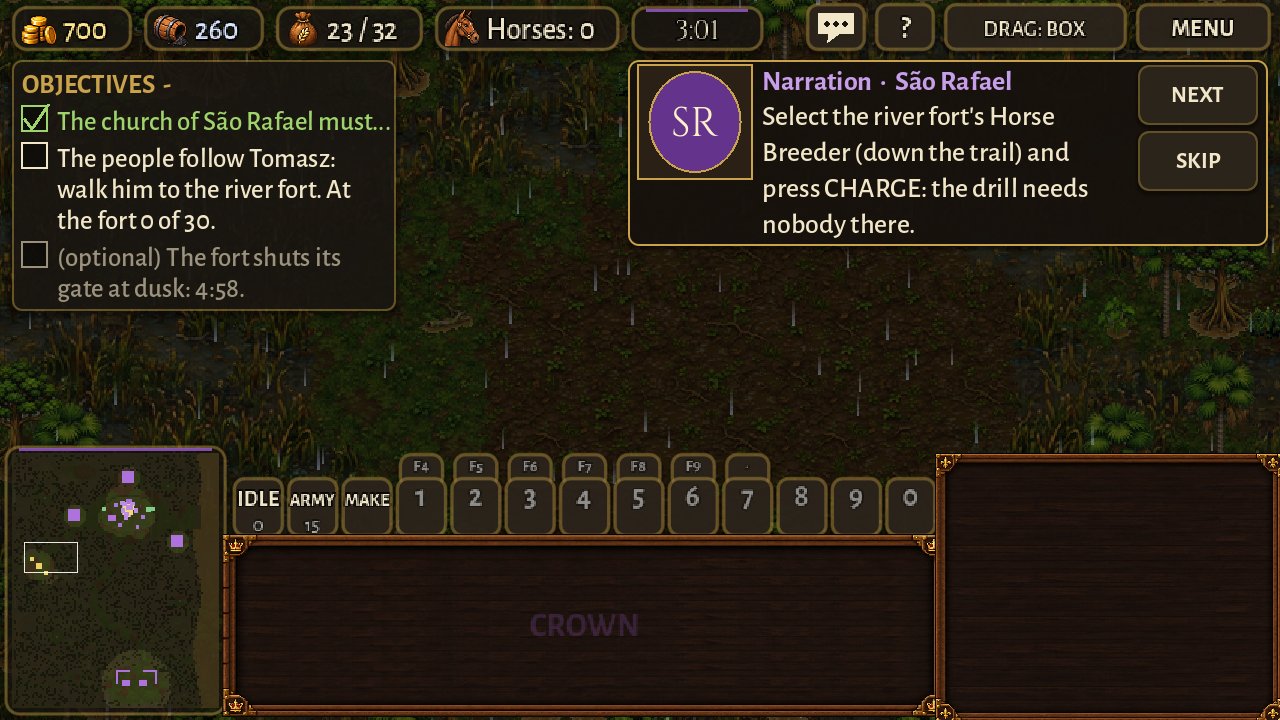 700
260
23 / 32
Horses: 0
3:01
?
DRAG: BOX
MENU
OBJECTIVES -
The church of São Rafael must...
The people follow Tomasz:
walk him to the river fort. At
the fort 0 of 30.
(optional) The fort shuts its
gate at dusk: 4:58.
SR
Narration · São Rafael
Select the river fort's Horse
Breeder (down the trail) and
press CHARGE: the drill needs
nobody there.
NEXT
SKIP
F4 F5 F6 F7 F8 F9 ·
IDLE ARMY MAKE 1 2 3 4 5 6 7 8 9 0
0 15
CROWN